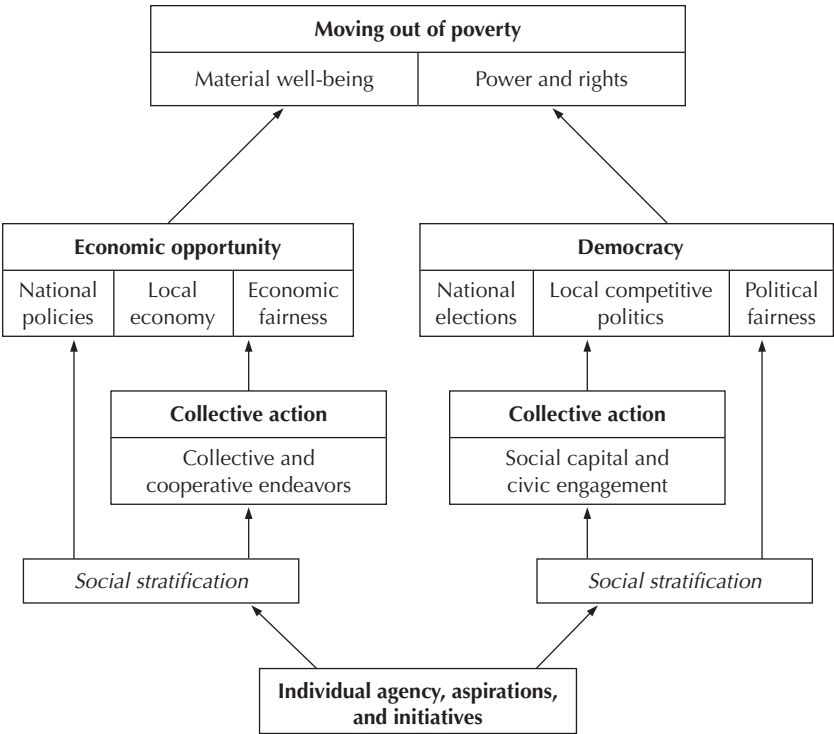 Moving out of poverty
Material well-being
Power and rights
Economic opportunity
National
policies
Local
economy
Economic
fairness
Democracy
National
elections
Local competitive
politics
Political
fairness
Collective action
Collective and
cooperative endeavors
Collective action
Social capital and
civic engagement
Social stratification
Social stratification
Individual agency, aspirations,
and initiatives